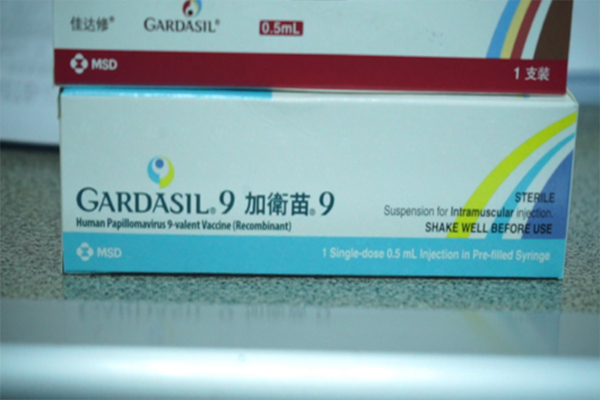 佳达修® GARDASIL® 0.5mL
MSD 1 支装
GARDASIL®9 加衛苗®9
Human Papillomavirus 9-valent Vaccine (Recombinant)
STERILE
Suspension for Intramuscular injection.
SHAKE WELL BEFORE USE
MSD 1 Single-dose 0.5 mL Injection in Pre-filled Syringe